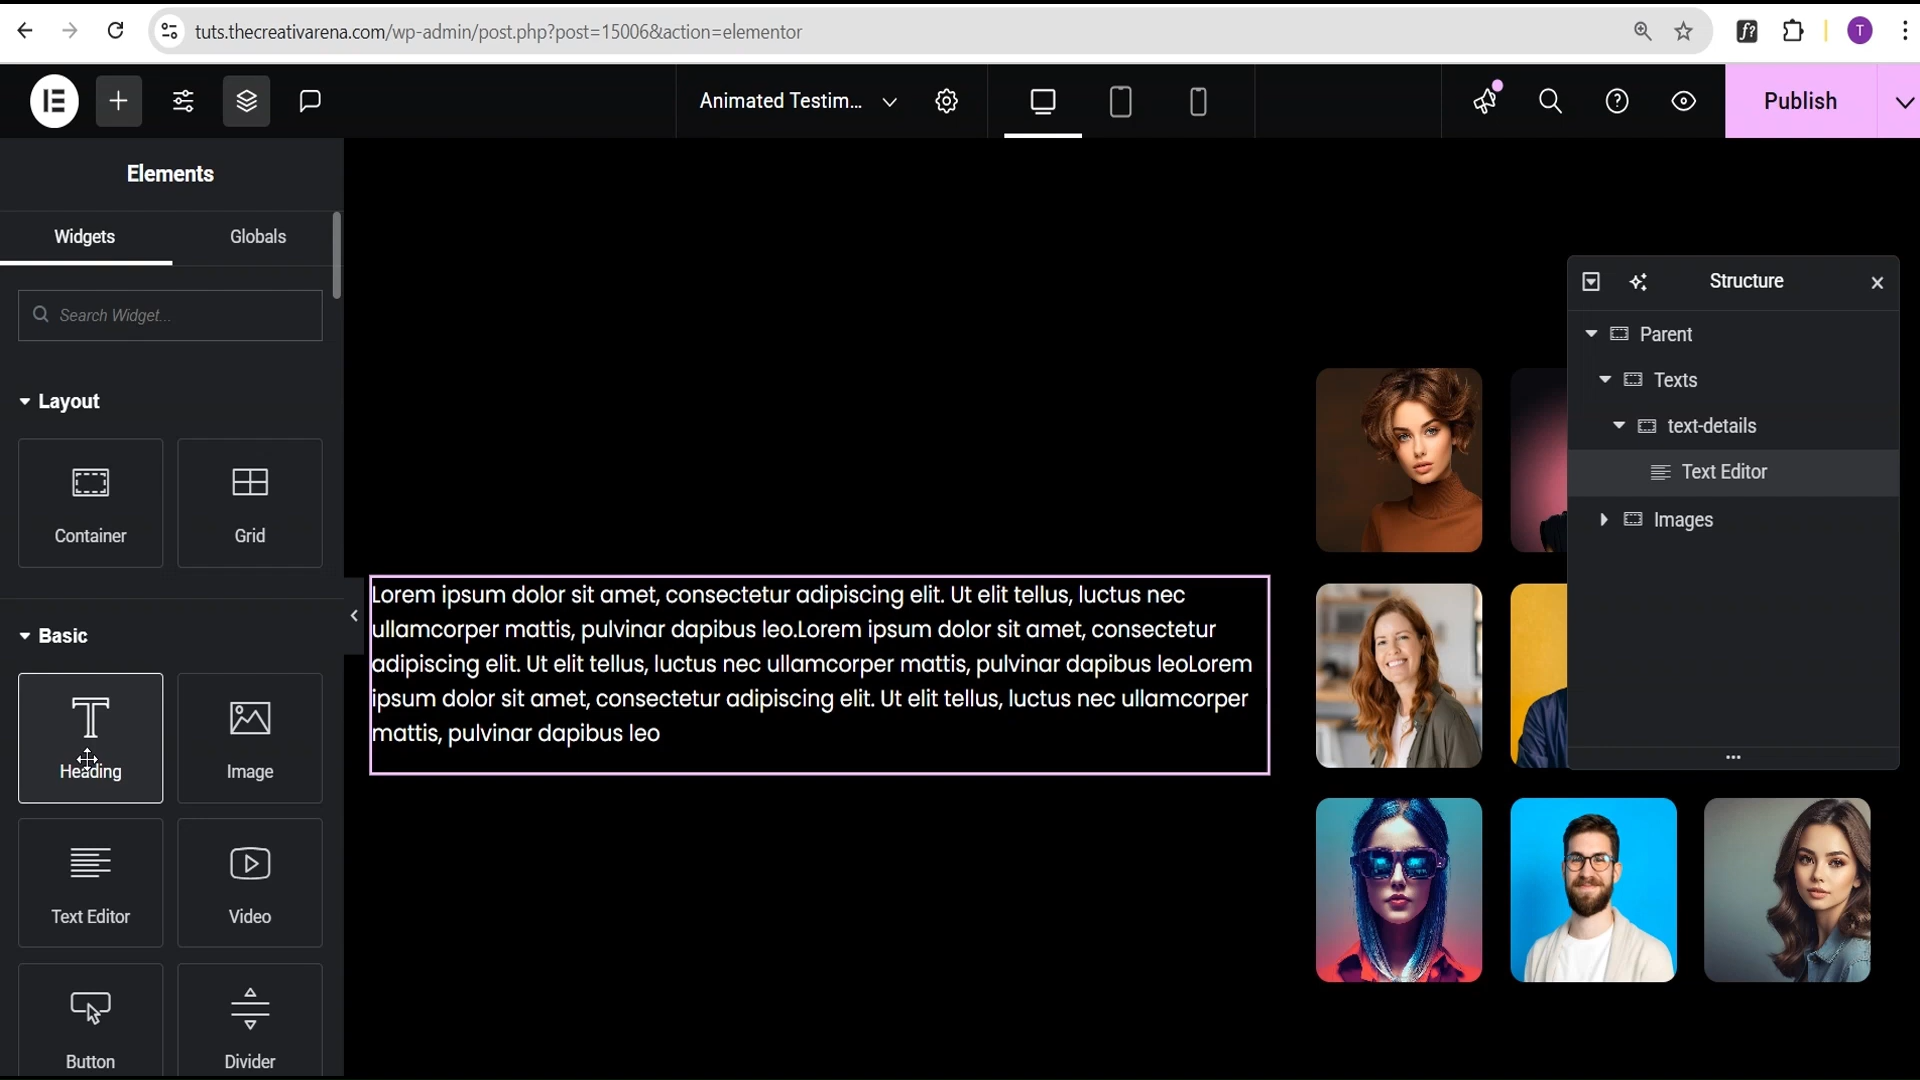 tuts.thecreativarena.com/wp-admin/post.php?post=15006&action=elementor
f?
T
Animated Testim...
Publish
Elements
Widgets
Globals
Search Widget...
Layout
Container
Grid
Basic
Heading
Image
Text Editor
Video
Button
Divider
Lorem ipsum dolor sit amet, consectetur adipiscing elit. Ut elit tellus, luctus nec
ullamcorper mattis, pulvinar dapibus leo.Lorem ipsum dolor sit amet, consectetur
adipiscing elit. Ut elit tellus, luctus nec ullamcorper mattis, pulvinar dapibus leoLorem
ipsum dolor sit amet, consectetur adipiscing elit. Ut elit tellus, luctus nec ullamcorper
mattis, pulvinar dapibus leo
Structure
Parent
Texts
text-details
Text Editor
Images